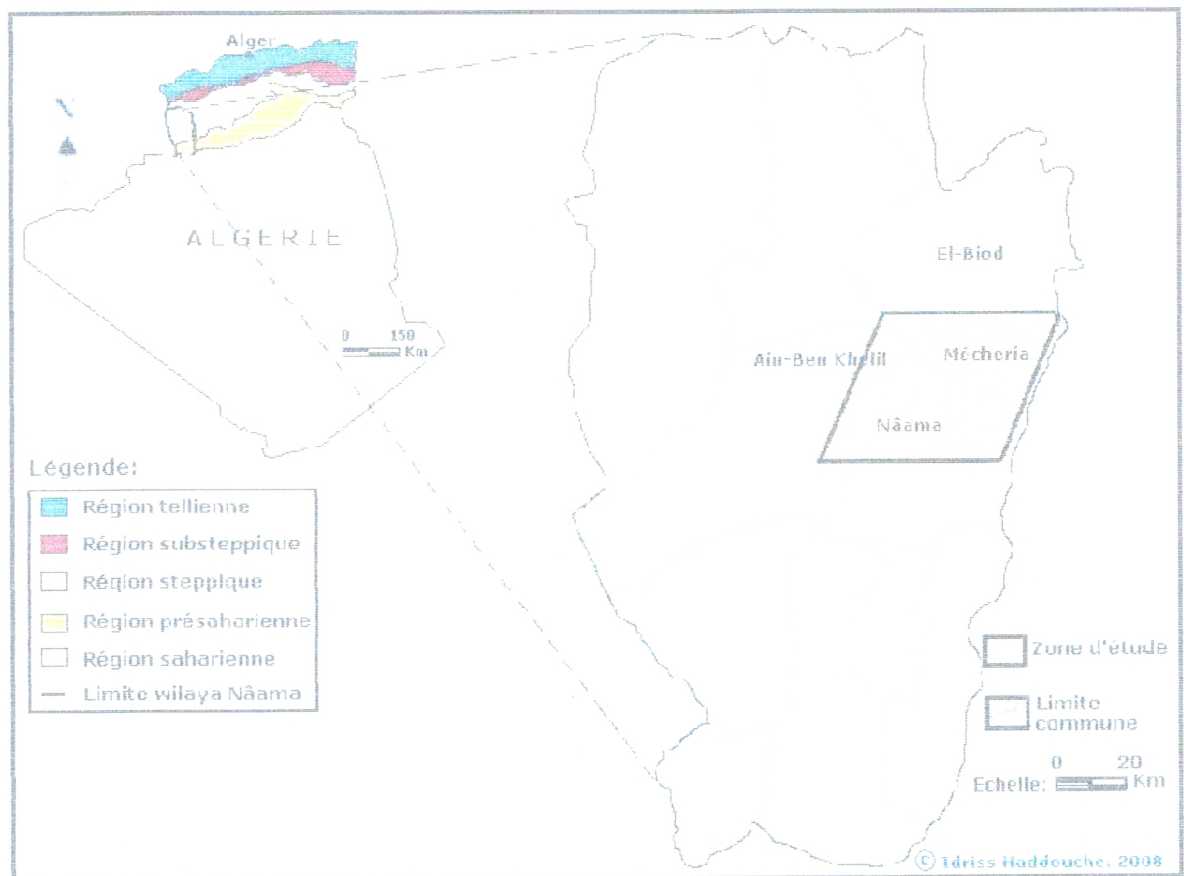 Alger
N
ALGERIE
0 150
Km
Légende:
Région tellienne
Région substeppique
Région steppique
Région présaharienne
Région saharienne
Limite wilaya Nâama
El-Biod
Ain-Ben Khelil
Mécheria
Nâama
Zone d'étude
Limite
commune
0 20
Echelle: Km
© Idriss Haddouche, 2008